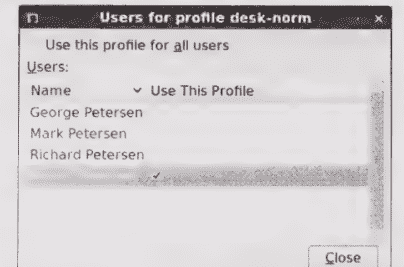 Users for profile desk-norm
Use this profile for all users
Users:
Name Use This Profile
George Petersen
Mark Petersen
Richard Petersen
Close